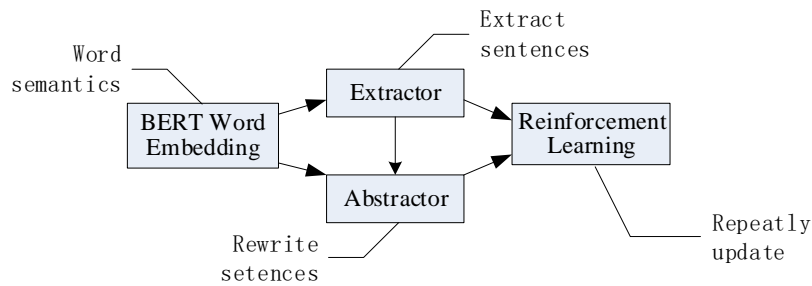 Word
semantics
Extract
sentences
BERT Word
Embedding
Extractor
Abstractor
Reinforcement
Learning
Rewrite
setences
Repeatly
update